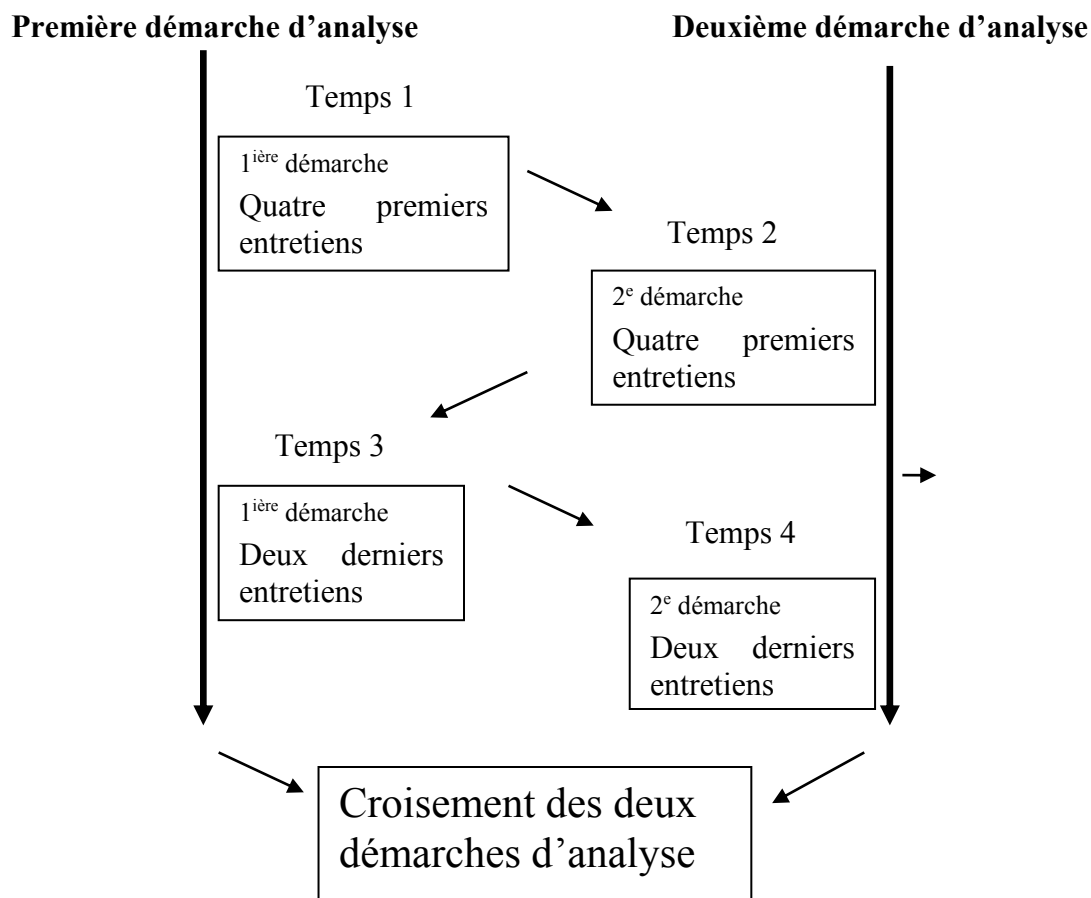 Première démarche d’analyse
Deuxième démarche d’analyse
Temps 1
1ière démarche
Quatre premiers
entretiens
Temps 2
2e démarche
Quatre premiers
entretiens
Temps 3
1ière démarche
Deux derniers
entretiens
Temps 4
2e démarche
Deux derniers
entretiens
Croisement des deux
démarches d’analyse